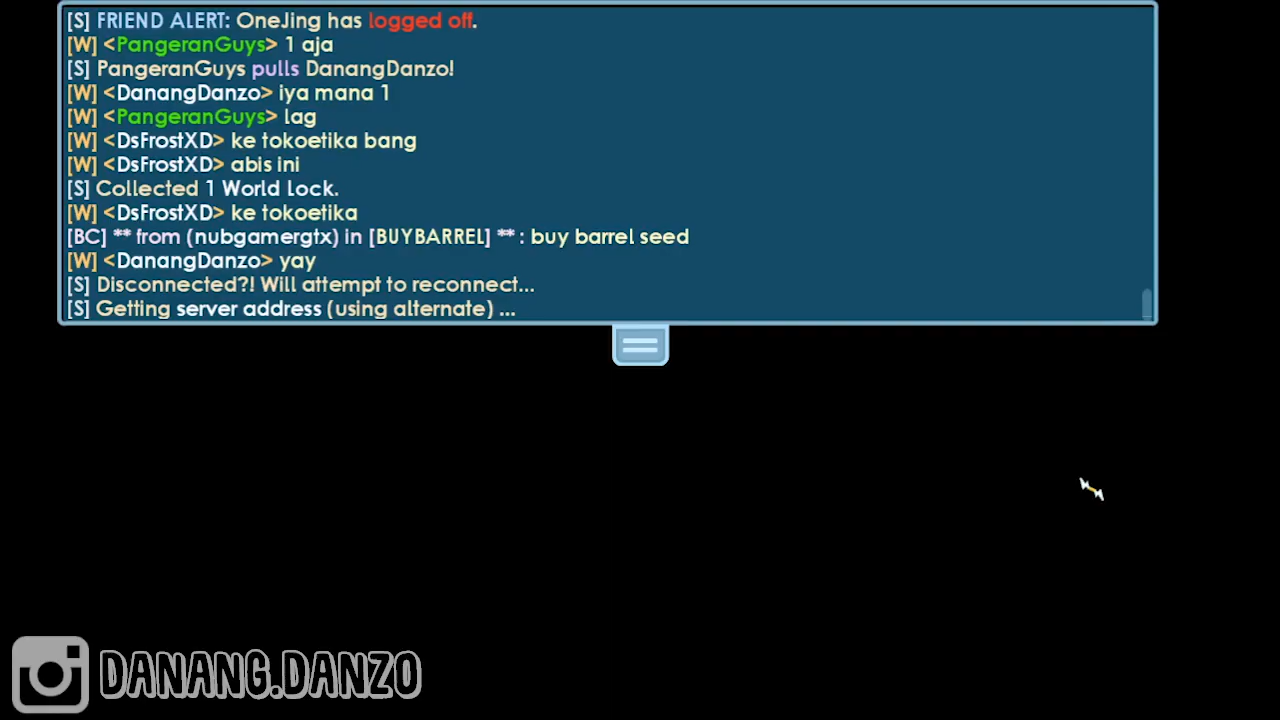 [S] FRIEND ALERT: OneJing has logged off.
[W] <PangeranGuys> 1 aja
[S] PangeranGuys pulls DanangDanzo!
[W] <DanangDanzo> iya mana 1
[W] <PangeranGuys> lag
[W] <DsFrostXD> ke tokoetika bang
[W] <DsFrostXD> abis ini
[S] Collected 1 World Lock.
[W] <DsFrostXD> ke tokoetika
[BC] ** from (nubgamergtx) in [BUYBARREL] ** : buy barrel seed
[W] <DanangDanzo> yay
[S] Disconnected?! Will attempt to reconnect...
[S] Getting server address (using alternate) ...
DANANG.DANZO